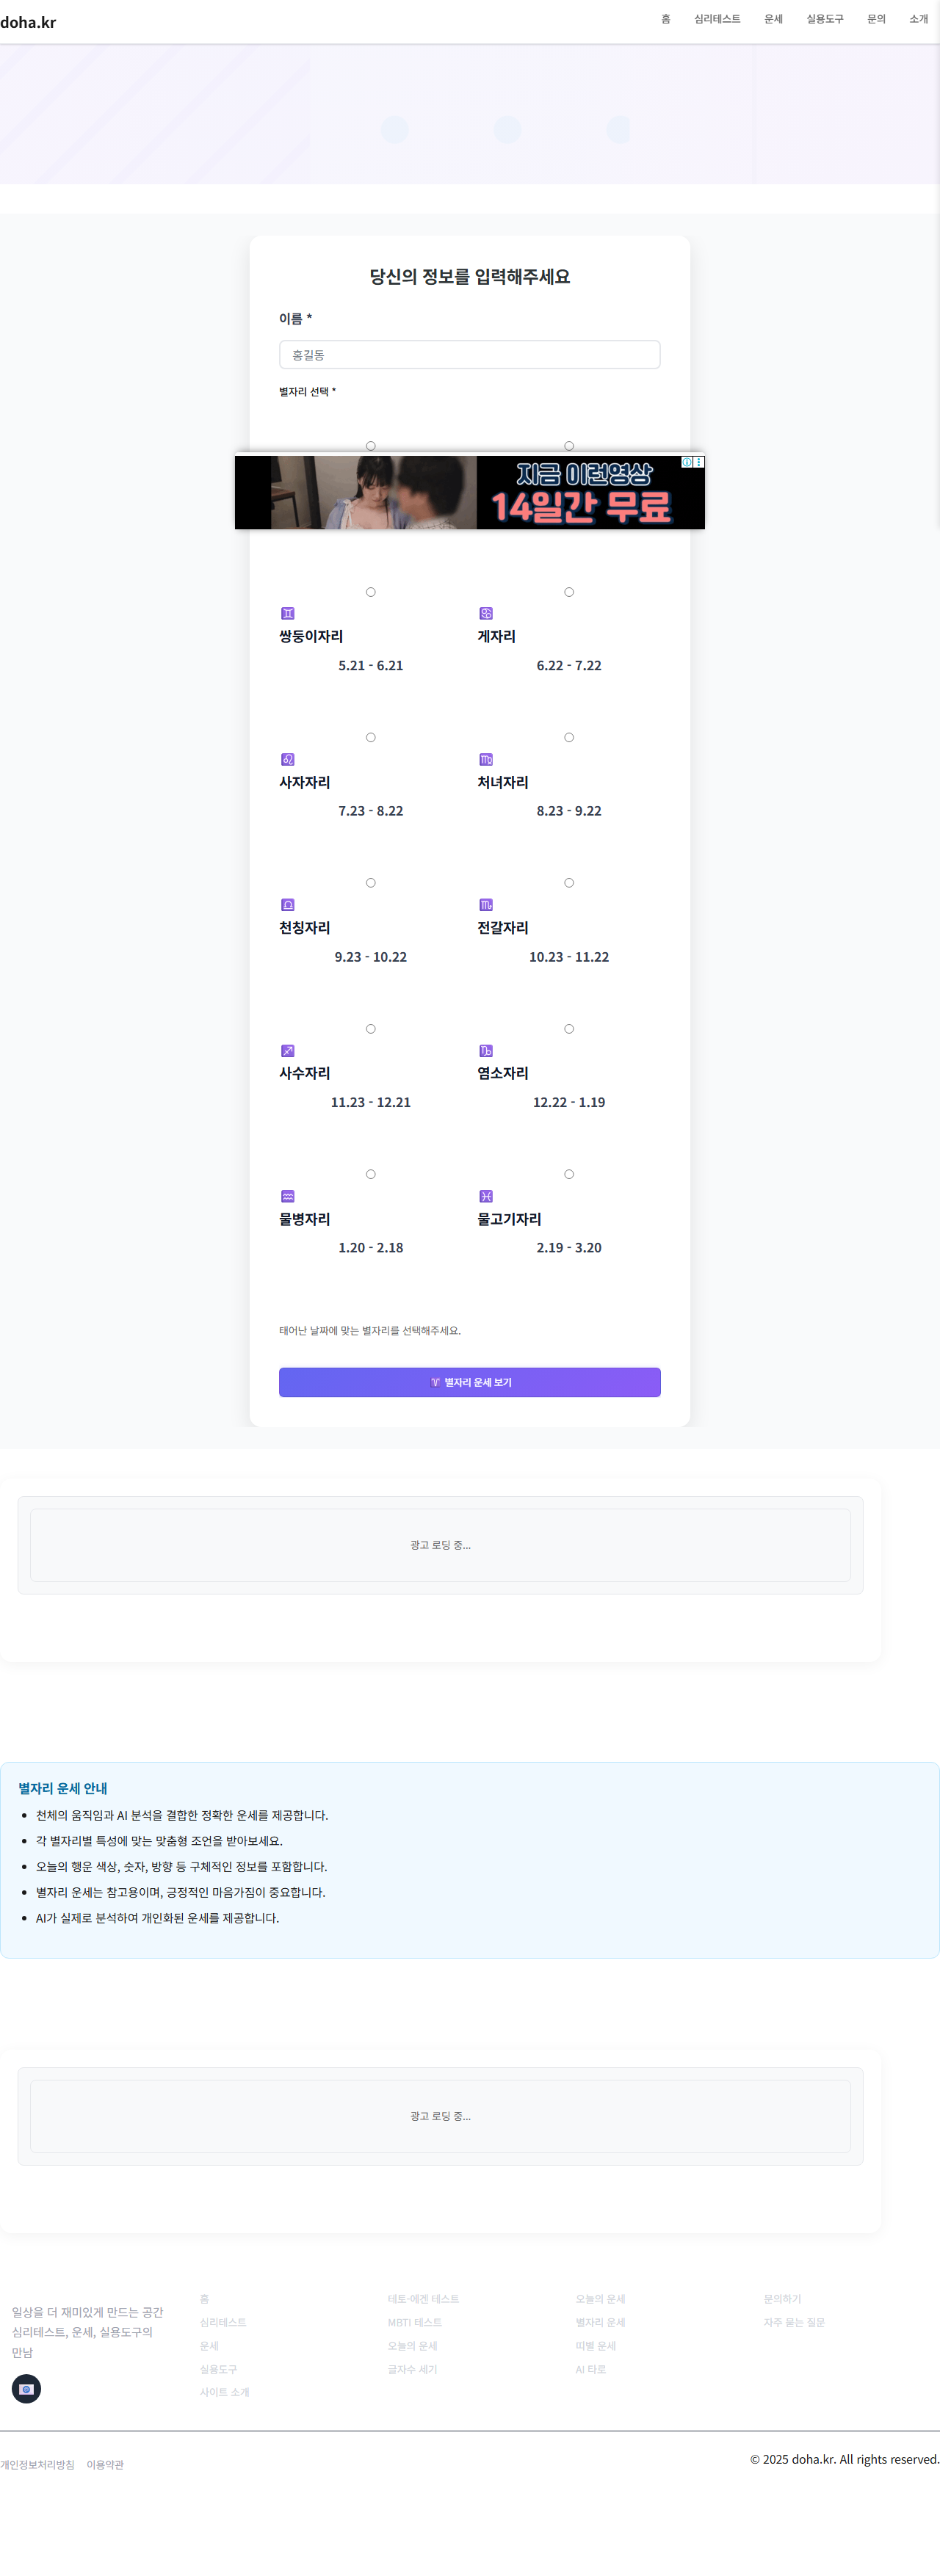 doha.kr
홈 심리테스트 운세 실용도구 문의 소개
당신의 정보를 입력해주세요
이름 *
홍길동
별자리 선택 *
지금 이런영상
14일간 무료
♊ ♋
쌍둥이자리 게자리
5.21 - 6.21 6.22 - 7.22
♌ ♍
사자자리 처녀자리
7.23 - 8.22 8.23 - 9.22
♎ ♏
천칭자리 전갈자리
9.23 - 10.22 10.23 - 11.22
♐ ♑
사수자리 염소자리
11.23 - 12.21 12.22 - 1.19
♒ ♓
물병자리 물고기자리
1.20 - 2.18 2.19 - 3.20
태어난 날짜에 맞는 별자리를 선택해주세요.
♈ 별자리 운세 보기
광고 로딩 중...
별자리 운세 안내
천체의 움직임과 AI 분석을 결합한 정확한 운세를 제공합니다.
각 별자리별 특성에 맞는 맞춤형 조언을 받아보세요.
오늘의 행운 색상, 숫자, 방향 등 구체적인 정보를 포함합니다.
별자리 운세는 참고용이며, 긍정적인 마음가짐이 중요합니다.
AI가 실제로 분석하여 개인화된 운세를 제공합니다.
광고 로딩 중...
일상을 더 재미있게 만드는 공간
심리테스트, 운세, 실용도구의
만남
홈
심리테스트
운세
실용도구
사이트 소개
테토-에겐 테스트
MBTI 테스트
오늘의 운세
글자수 세기
오늘의 운세
별자리 운세
띠별 운세
AI 타로
문의하기
자주 묻는 질문
개인정보처리방침 이용약관
© 2025 doha.kr. All rights reserved.